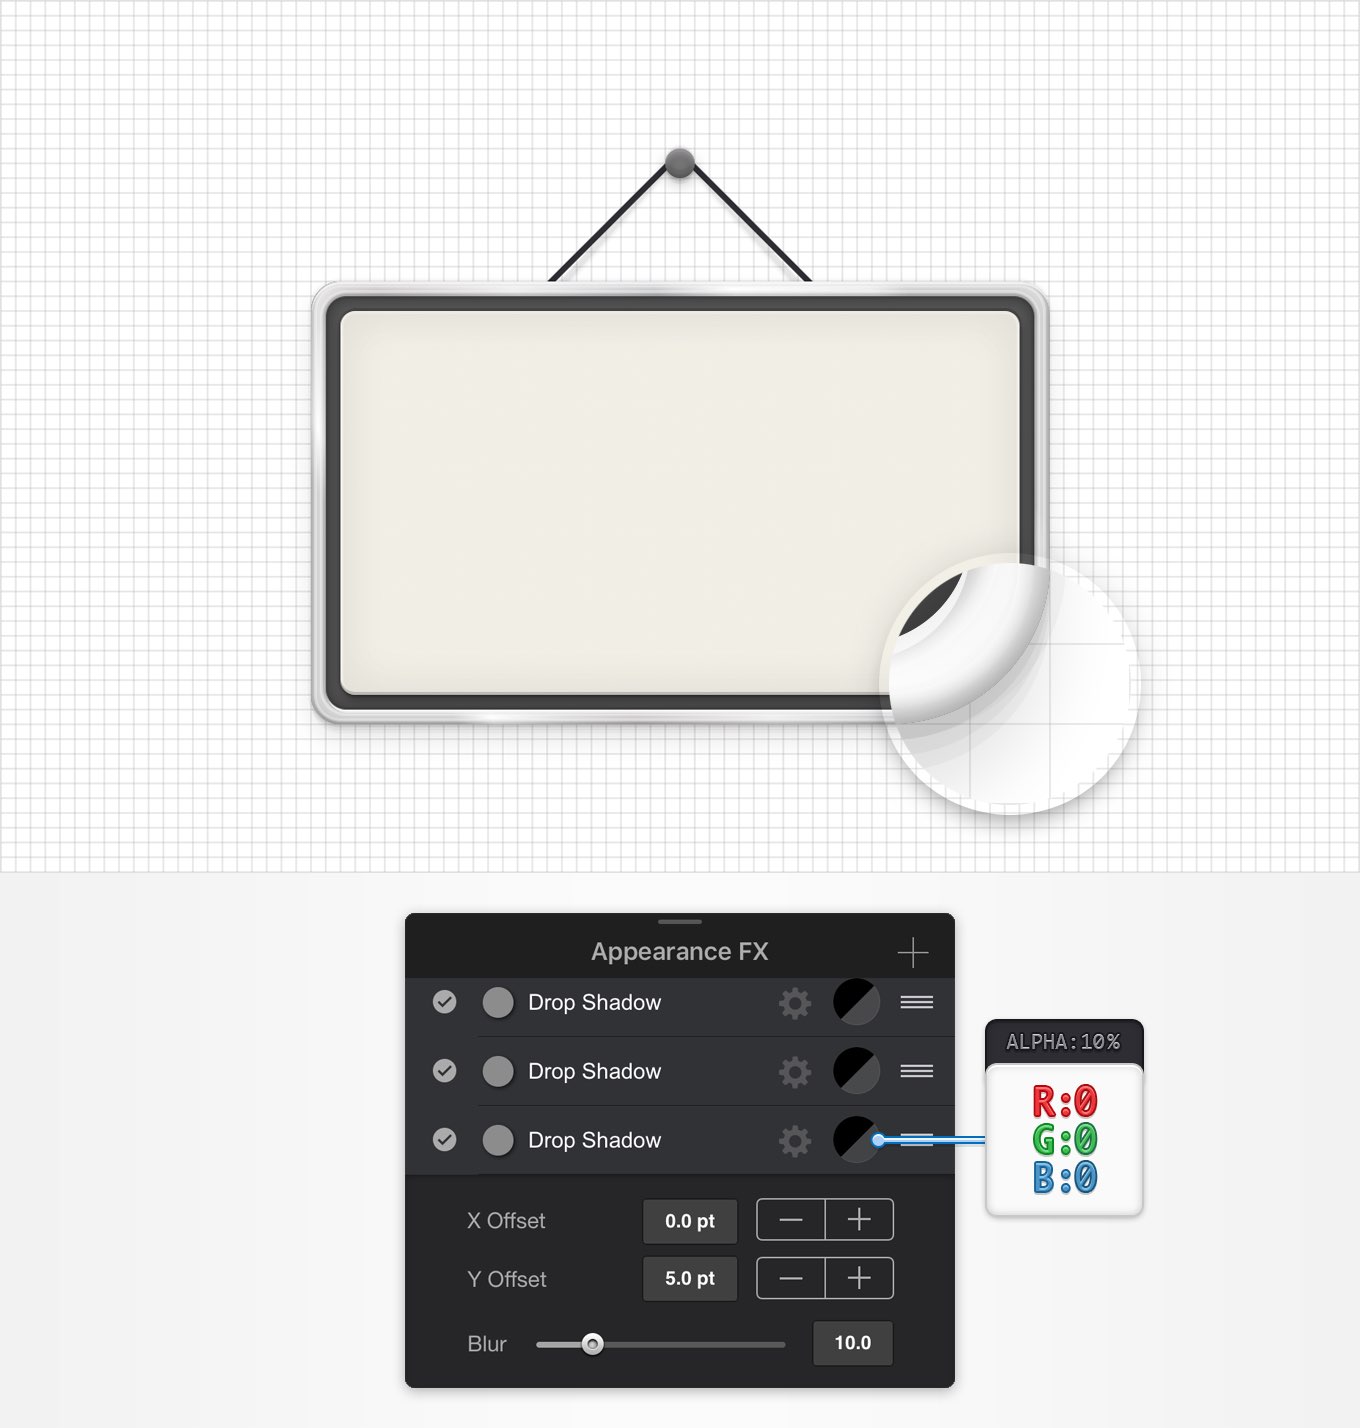 Appearance FX
Drop Shadow
Drop Shadow
Drop Shadow
ALPHA:10%
R:0
G:0
B:0
X Offset 0.0 pt
Y Offset 5.0 pt
Blur 10.0